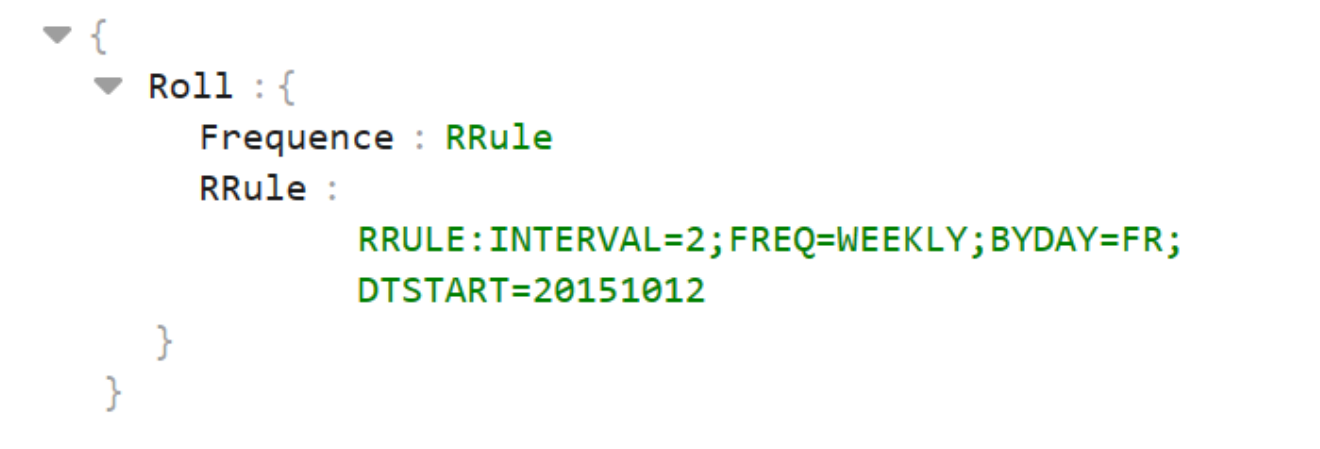 {
Roll :{
Frequence : RRule
RRule :
RRULE:INTERVAL=2;FREQ=WEEKLY;BYDAY=FR;
DTSTART=20151012
}
}